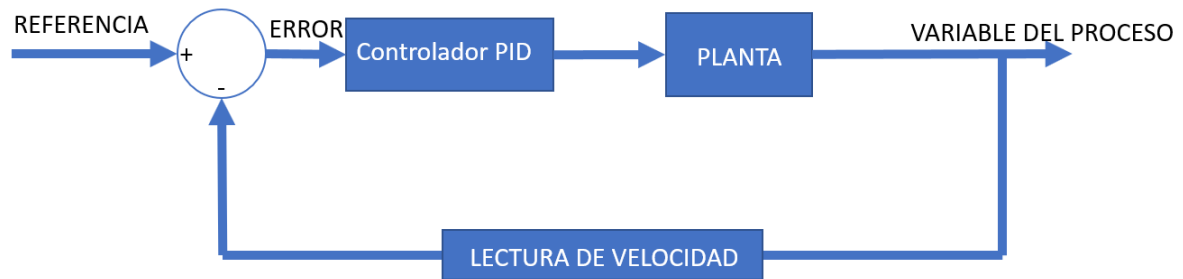 REFERENCIA
ERROR
VARIABLE DEL PROCESO
+
Controlador PID
PLANTA
-
LECTURA DE VELOCIDAD